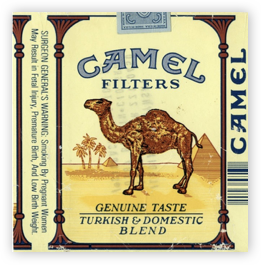 SURGEON GENERAL'S WARNING: Smoking By Pregnant Women
May Result in Fetal Injury, Premature Birth, And Low Birth Weight.
CAMEL
FILTERS
GENUINE TASTE
TURKISH & DOMESTIC
BLEND
CAMEL